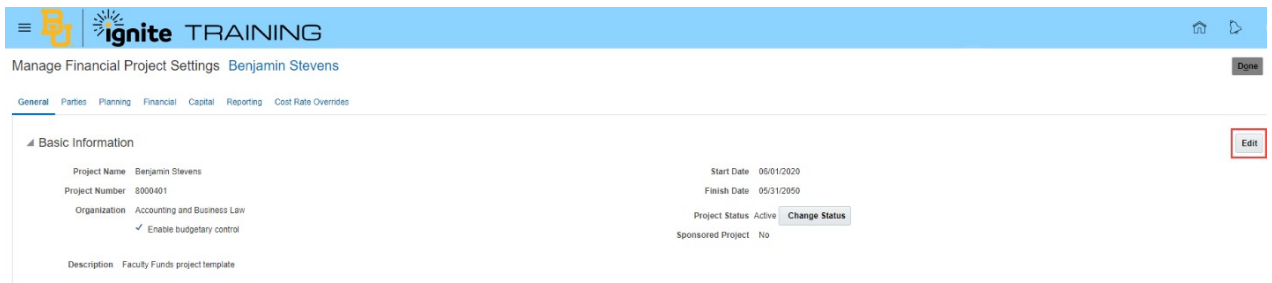 BU ignite TRAINING
Manage Financial Project Settings Benjamin Stevens Done
General Parties Planning Financial Capital Reporting Cost Rate Overrides
Basic Information Edit
Project Name Benjamin Stevens Start Date 06/01/2020
Project Number 8000401 Finish Date 05/31/2050
Organization Accounting and Business Law Project Status Active Change Status
Enable budgetary control Sponsored Project No
Description Faculty Funds project template